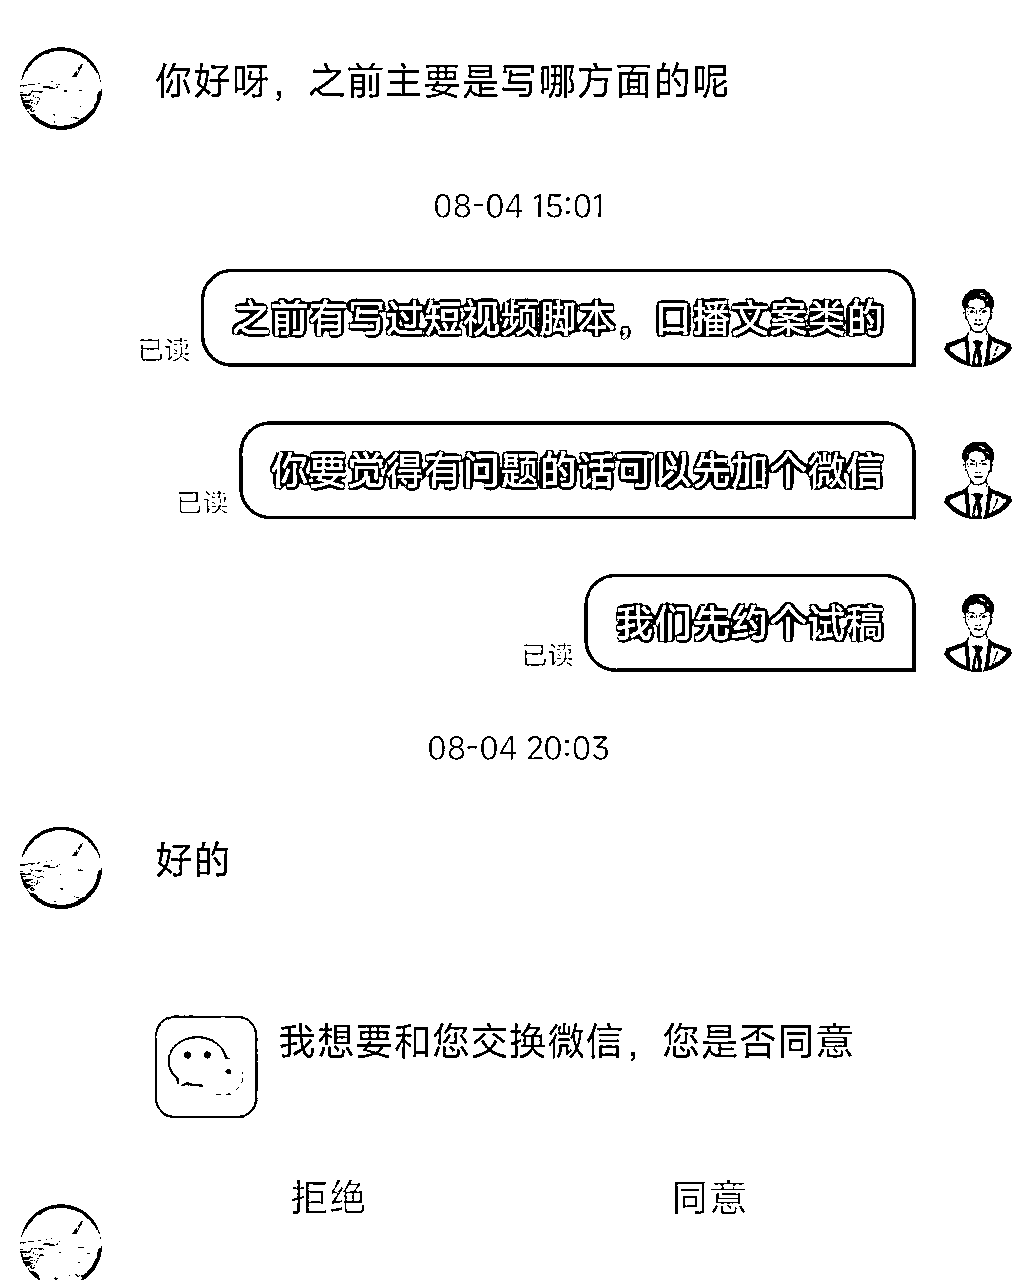 你好呀，之前主要是写哪方面的呢
08-04 15:01
之前有写过短视频脚本。口播文案类的
已读
你要觉得有问题的话可以先加个微信
已读
我们先约个试稿
已读
08-04 20:03
好的
我想要和您交换微信，您是否同意
拒绝 同意